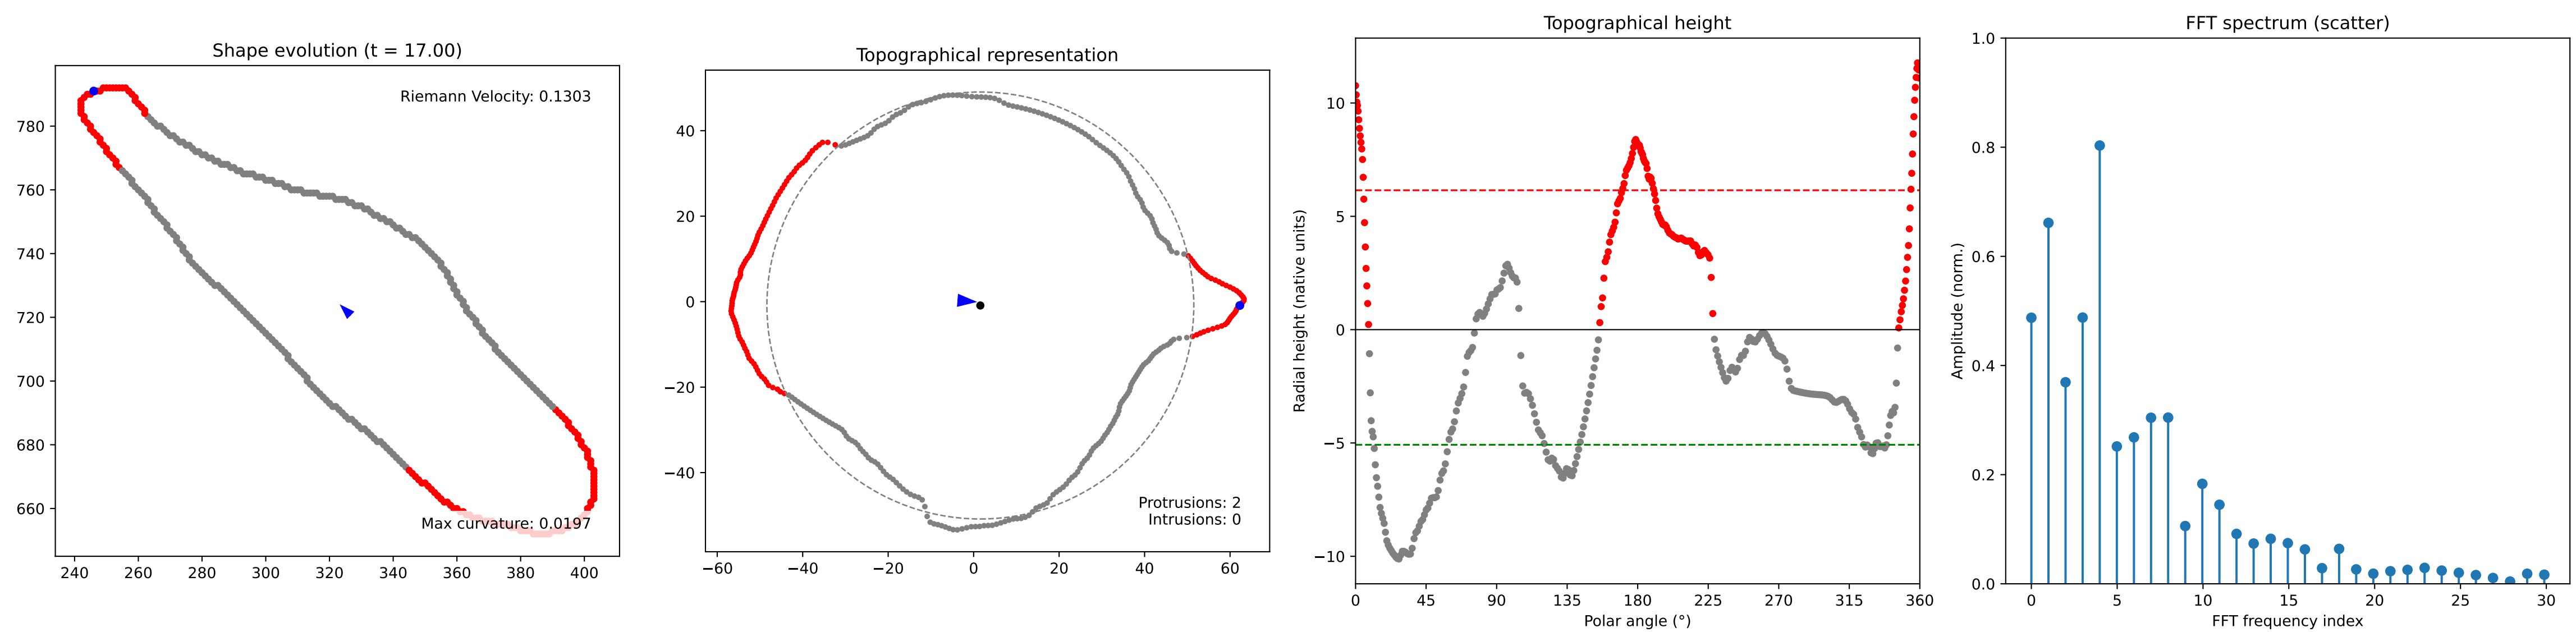 Shape evolution (t = 17.00)
Riemann Velocity: 0.1303
Max curvature: 0.0197
780
760
740
720
700
680
660
240 260 280 300 320 340 360 380 400
Topographical representation
40
20
0
−20
−40
−60 −40 −20 0 20 40 60
Protrusions: 2
Intrusions: 0
Topographical height
Radial height (native units)
10
5
0
−5
−10
0 45 90 135 180 225 270 315 360
Polar angle (°)
FFT spectrum (scatter)
Amplitude (norm.)
1.0
0.8
0.6
0.4
0.2
0.0
0 5 10 15 20 25 30
FFT frequency index